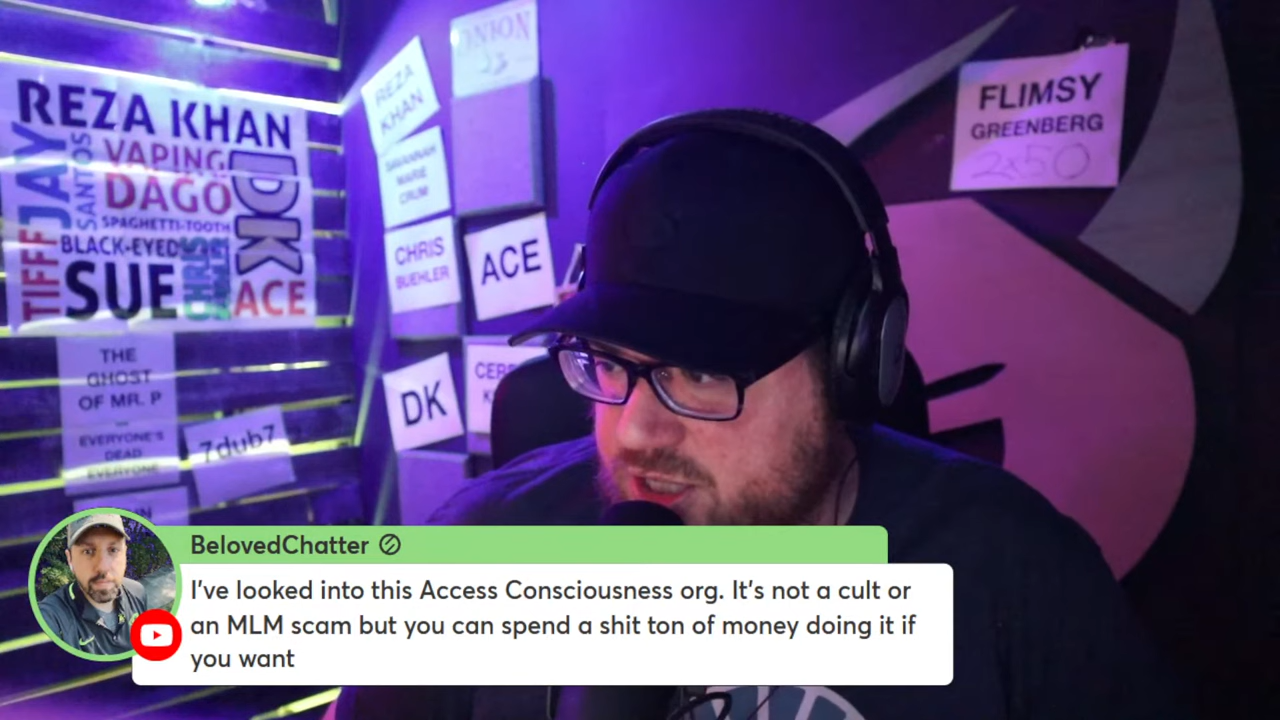 REZA KHAN
JAY
SANTOS
VAPING
DAGO
DK
SPAGHETTI-TOOTH
TIFF
BLACK-EYED
SUE
CHRIS
ACE
THE
GHOST
OF MR. P
EVERYONE'S
DEAD
EVERYONE
7dub7
REZA
KHAN
SAVANNAH
MARIE
CRUM
CHRIS
BUEHLER
ACE
DK
FLIMSY
GREENBERG
2x50
BelovedChatter
I've looked into this Access Consciousness org. It's not a cult or
an MLM scam but you can spend a shit ton of money doing it if
you want